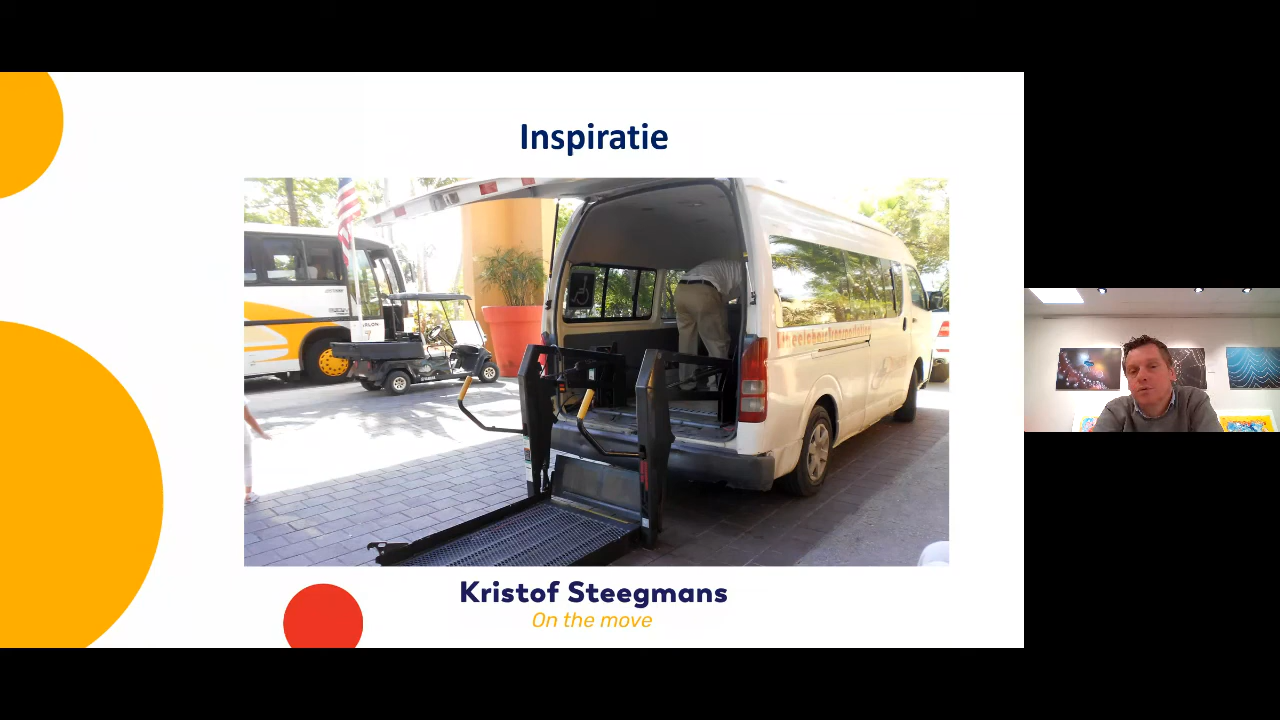 Inspiratie
Kristof Steegmans
On the move